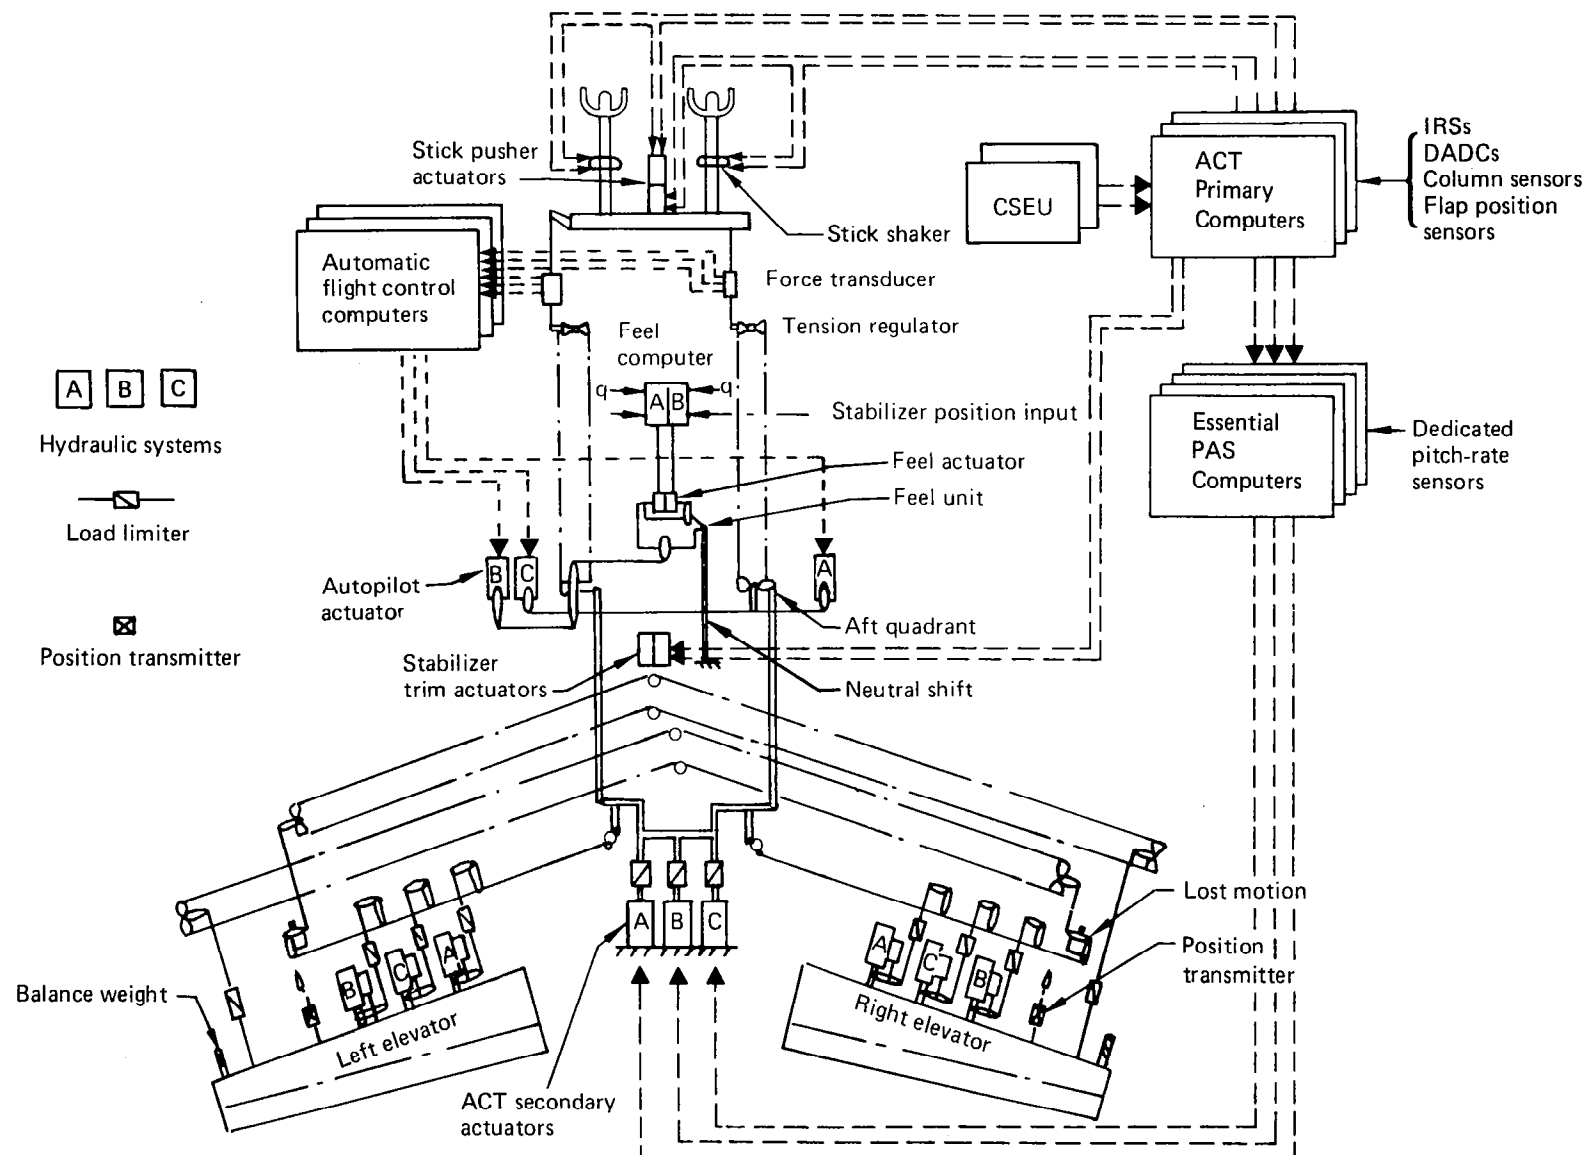 Stick pusher
actuators
ACT
Primary
Computers
IRSs
DADCs
Column sensors
Flap position
sensors
CSEU
Stick shaker
Automatic
flight control
computers
Force transducer
Tension regulator
Feel
computer
q
q
A
B
Stabilizer position input
Essential
PAS
Computers
Dedicated
pitch-rate
sensors
A
B
C
Hydraulic systems
Feel actuator
Feel unit
Load limiter
B
C
A
Autopilot
actuator
Aft quadrant
Position transmitter
Stabilizer
trim actuators
Neutral shift
Lost motion
A
B
C
B
C
A
A
C
B
Position
transmitter
Balance weight
Left elevator
Right elevator
ACT secondary
actuators